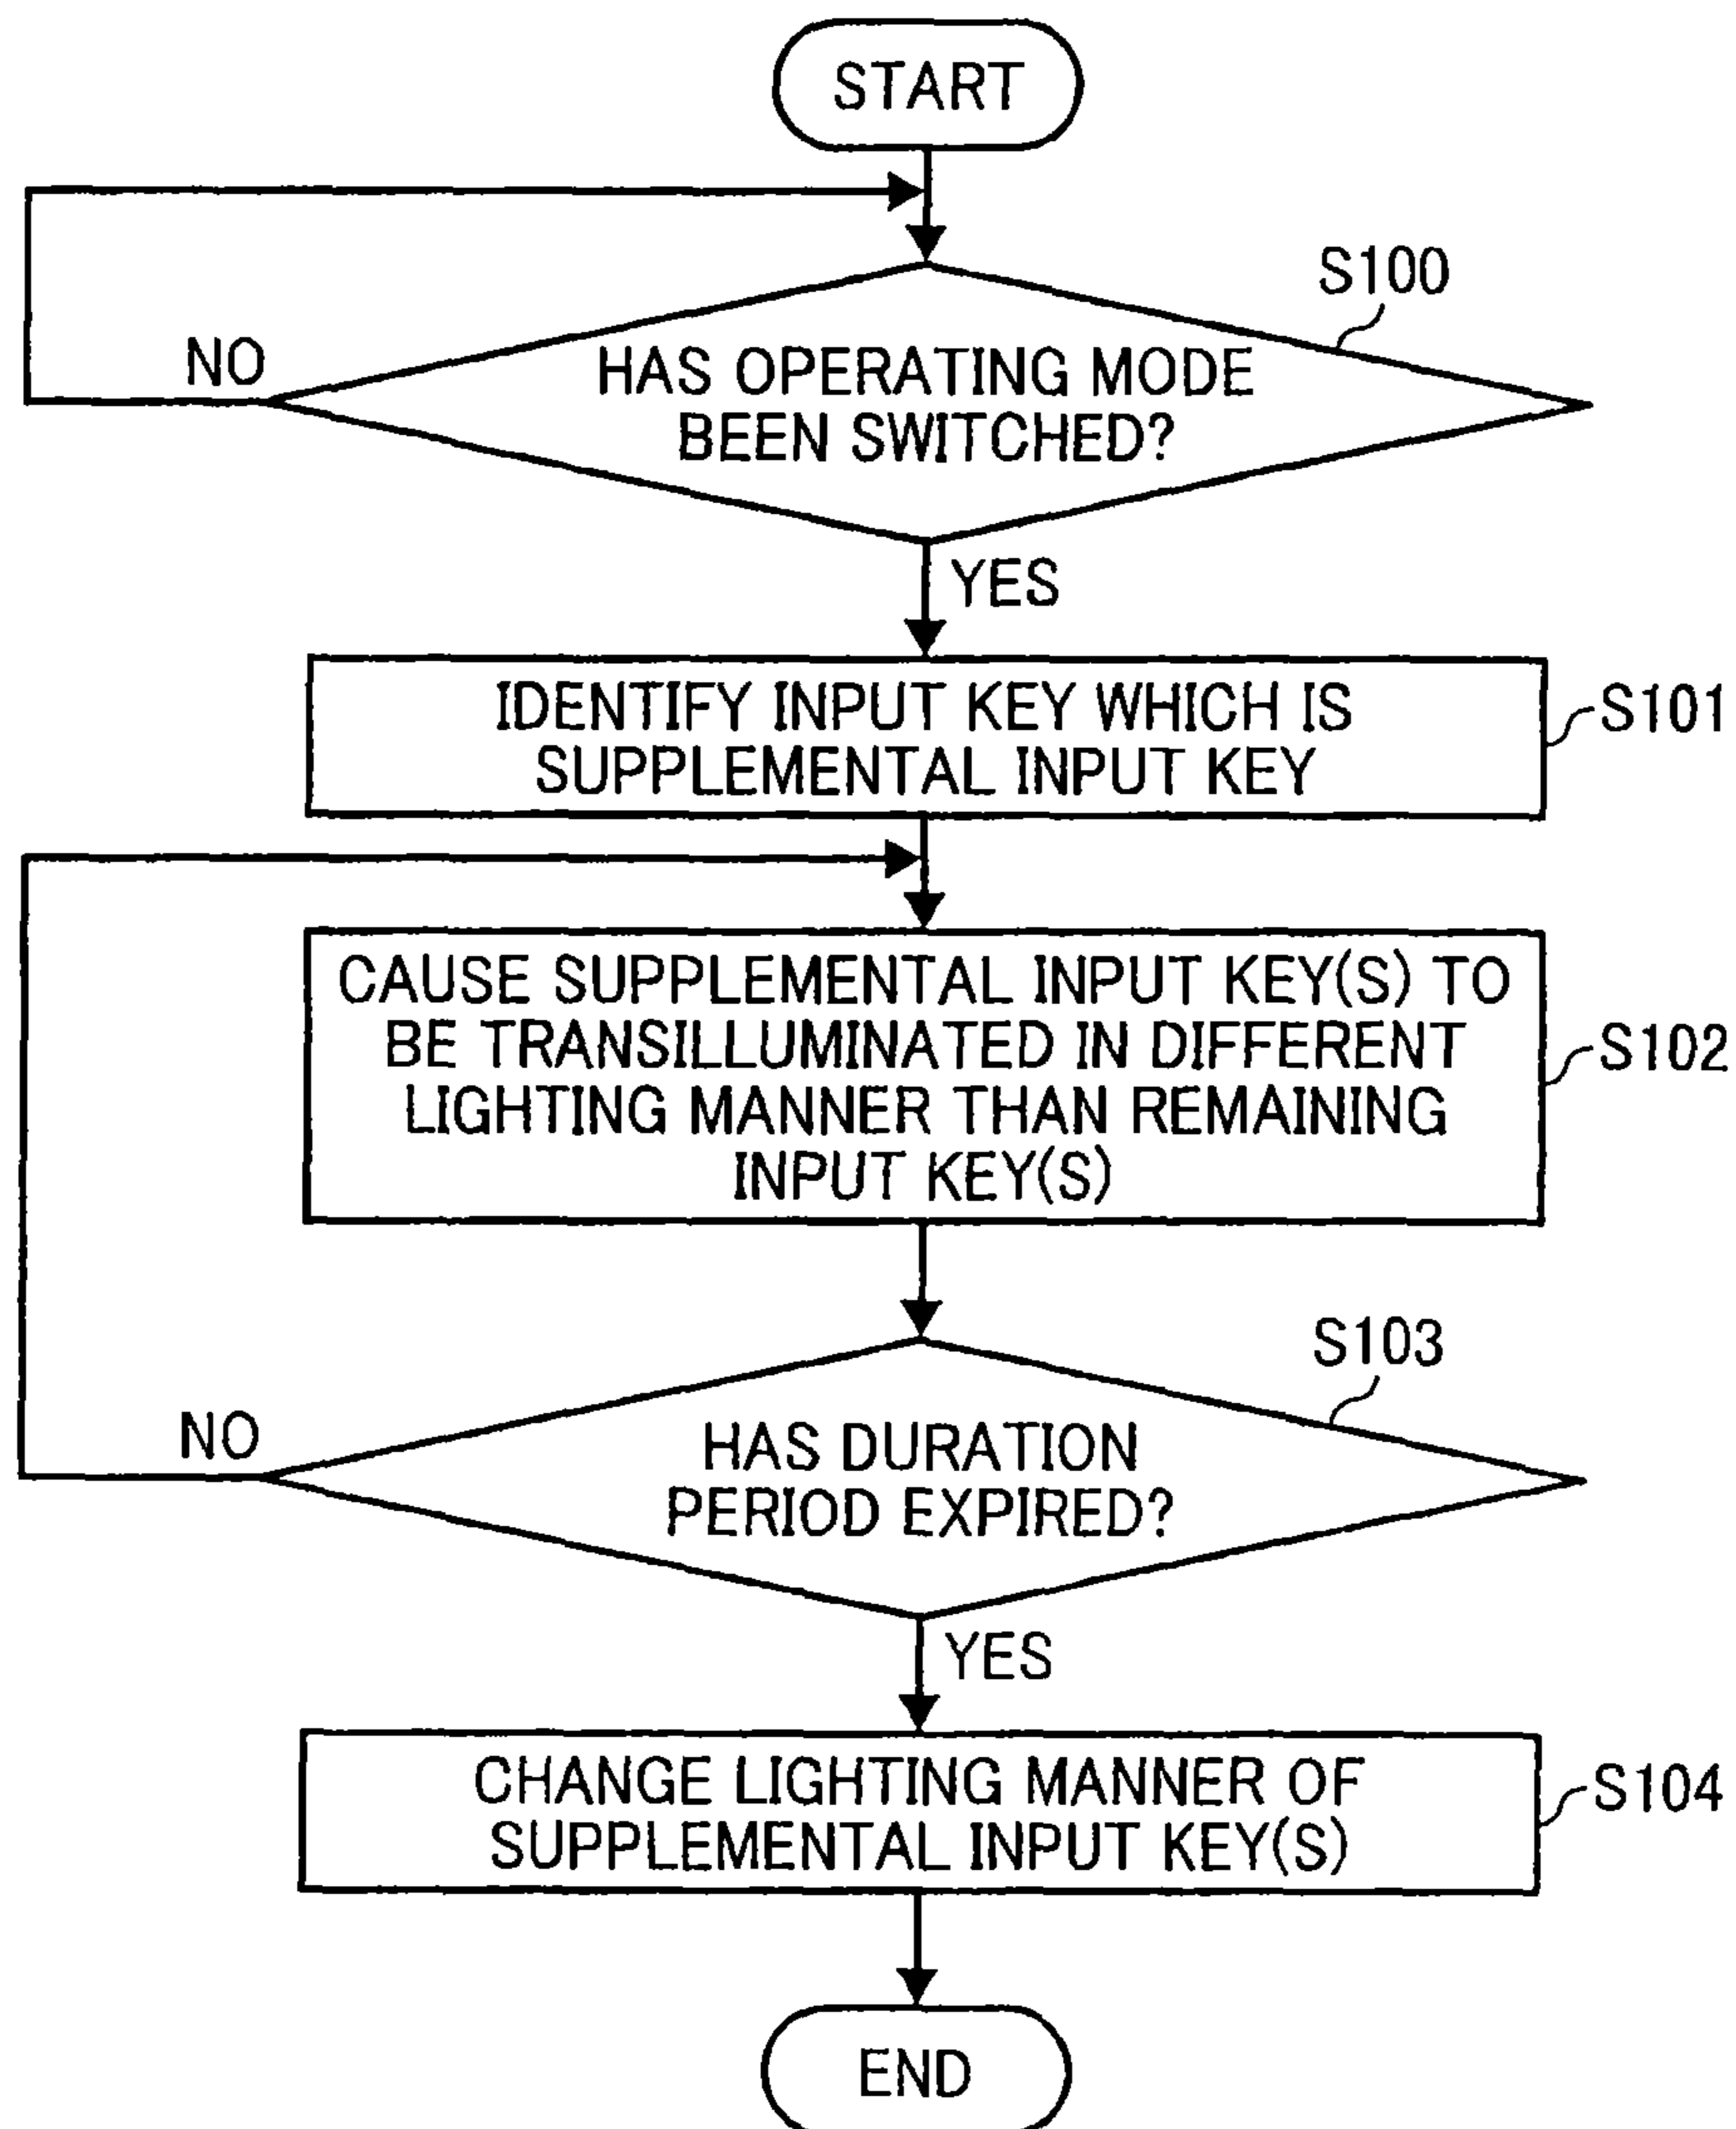 START
S100
NO
HAS OPERATING MODE
BEEN SWITCHED?
YES
IDENTIFY INPUT KEY WHICH IS
SUPPLEMENTAL INPUT KEY
S101
CAUSE SUPPLEMENTAL INPUT KEY(S) TO
BE TRANSILLUMINATED IN DIFFERENT
LIGHTING MANNER THAN REMAINING
INPUT KEY(S)
S102
S103
NO
HAS DURATION
PERIOD EXPIRED?
YES
CHANGE LIGHTING MANNER OF
SUPPLEMENTAL INPUT KEY(S)
S104
END